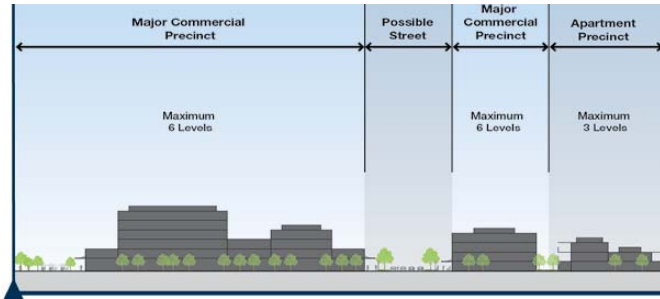 Major Commercial
Precinct
Possible
Street
Major
Commercial
Precinct
Apartment
Precinct
Maximum
6 Levels
Maximum
6 Levels
Maximum
3 Levels